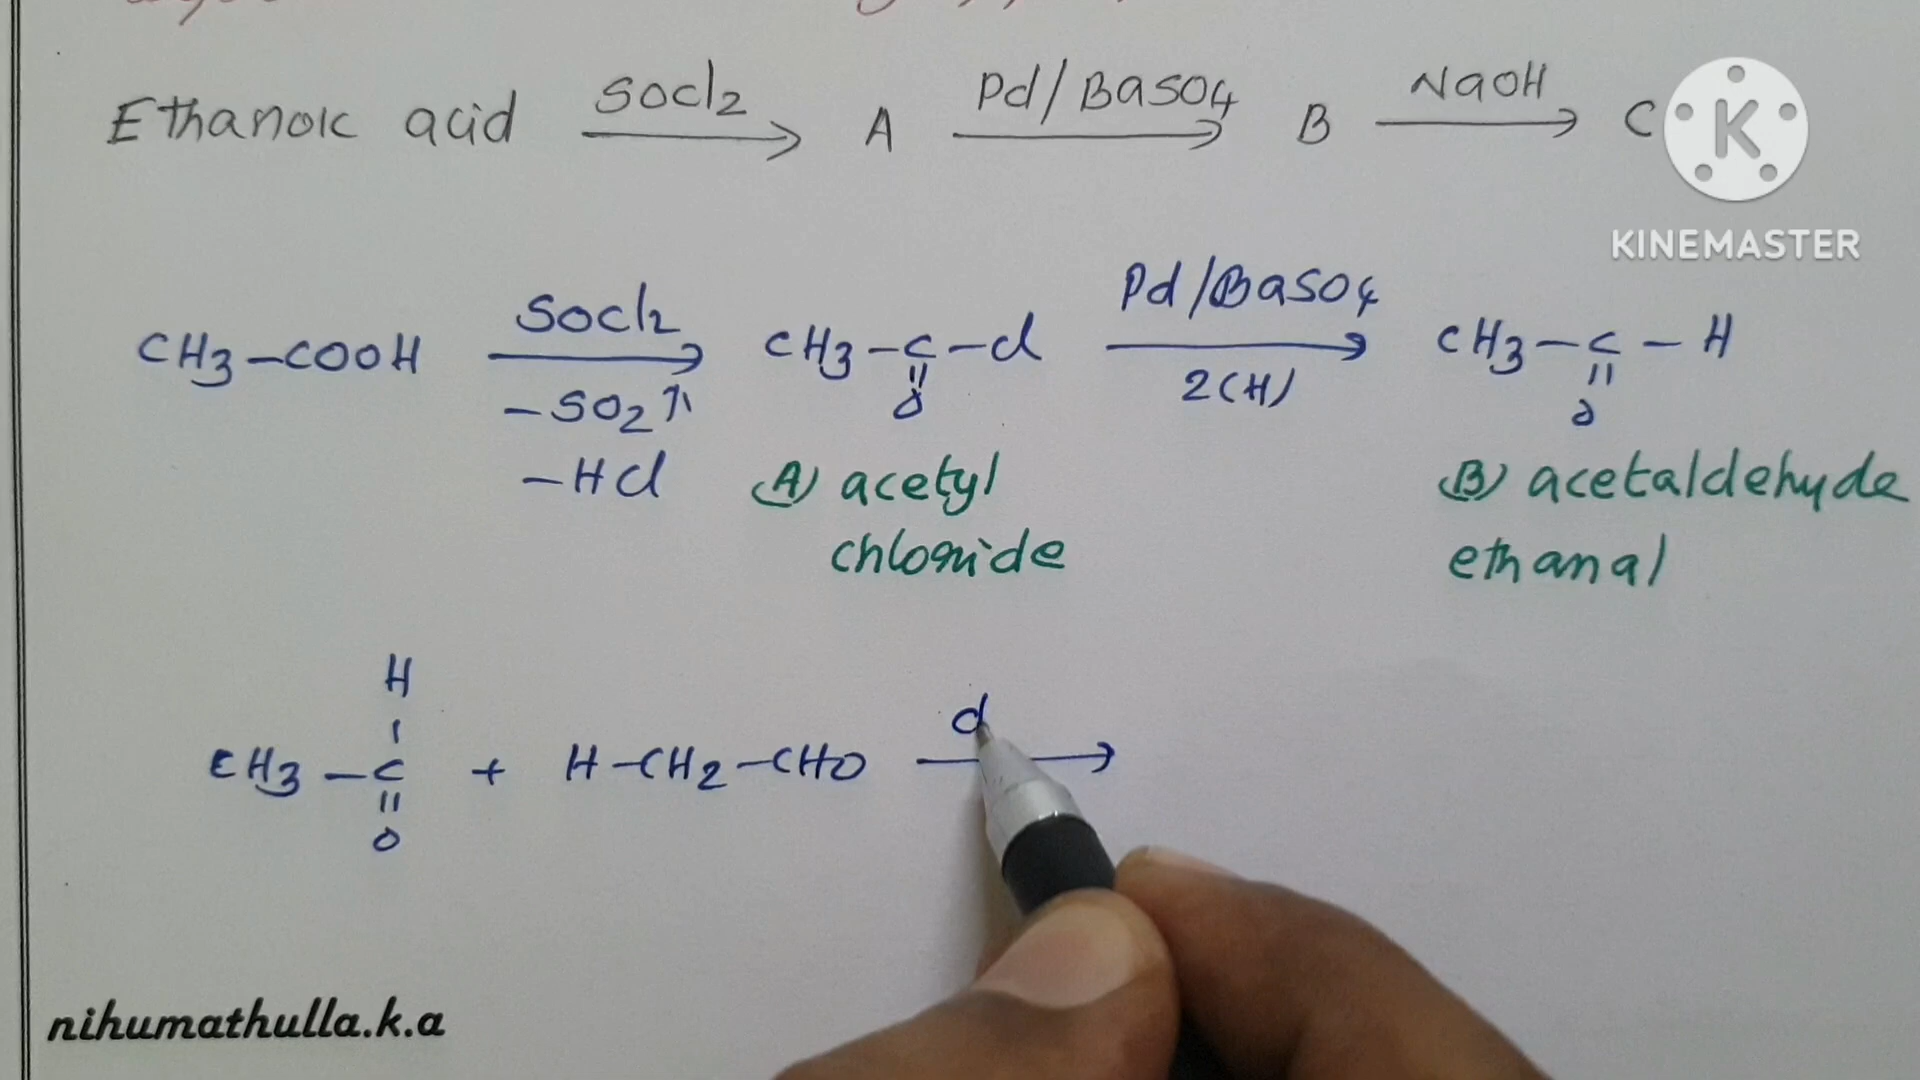 Ethanoic acid SOCl2 → A Pd/BaSO4 → B NaOH → C
K
KINEMASTER
CH3-COOH SOCl2 → CH3-C-Cl Pd/BaSO4 → CH3-C-H
-SO2↑ O 2(H) O
-HCl (A) acetyl (B) acetaldehyde
chloride ethanal
H
CH3-C + H-CH2-CHO d →
O
nihumathulla.k.a